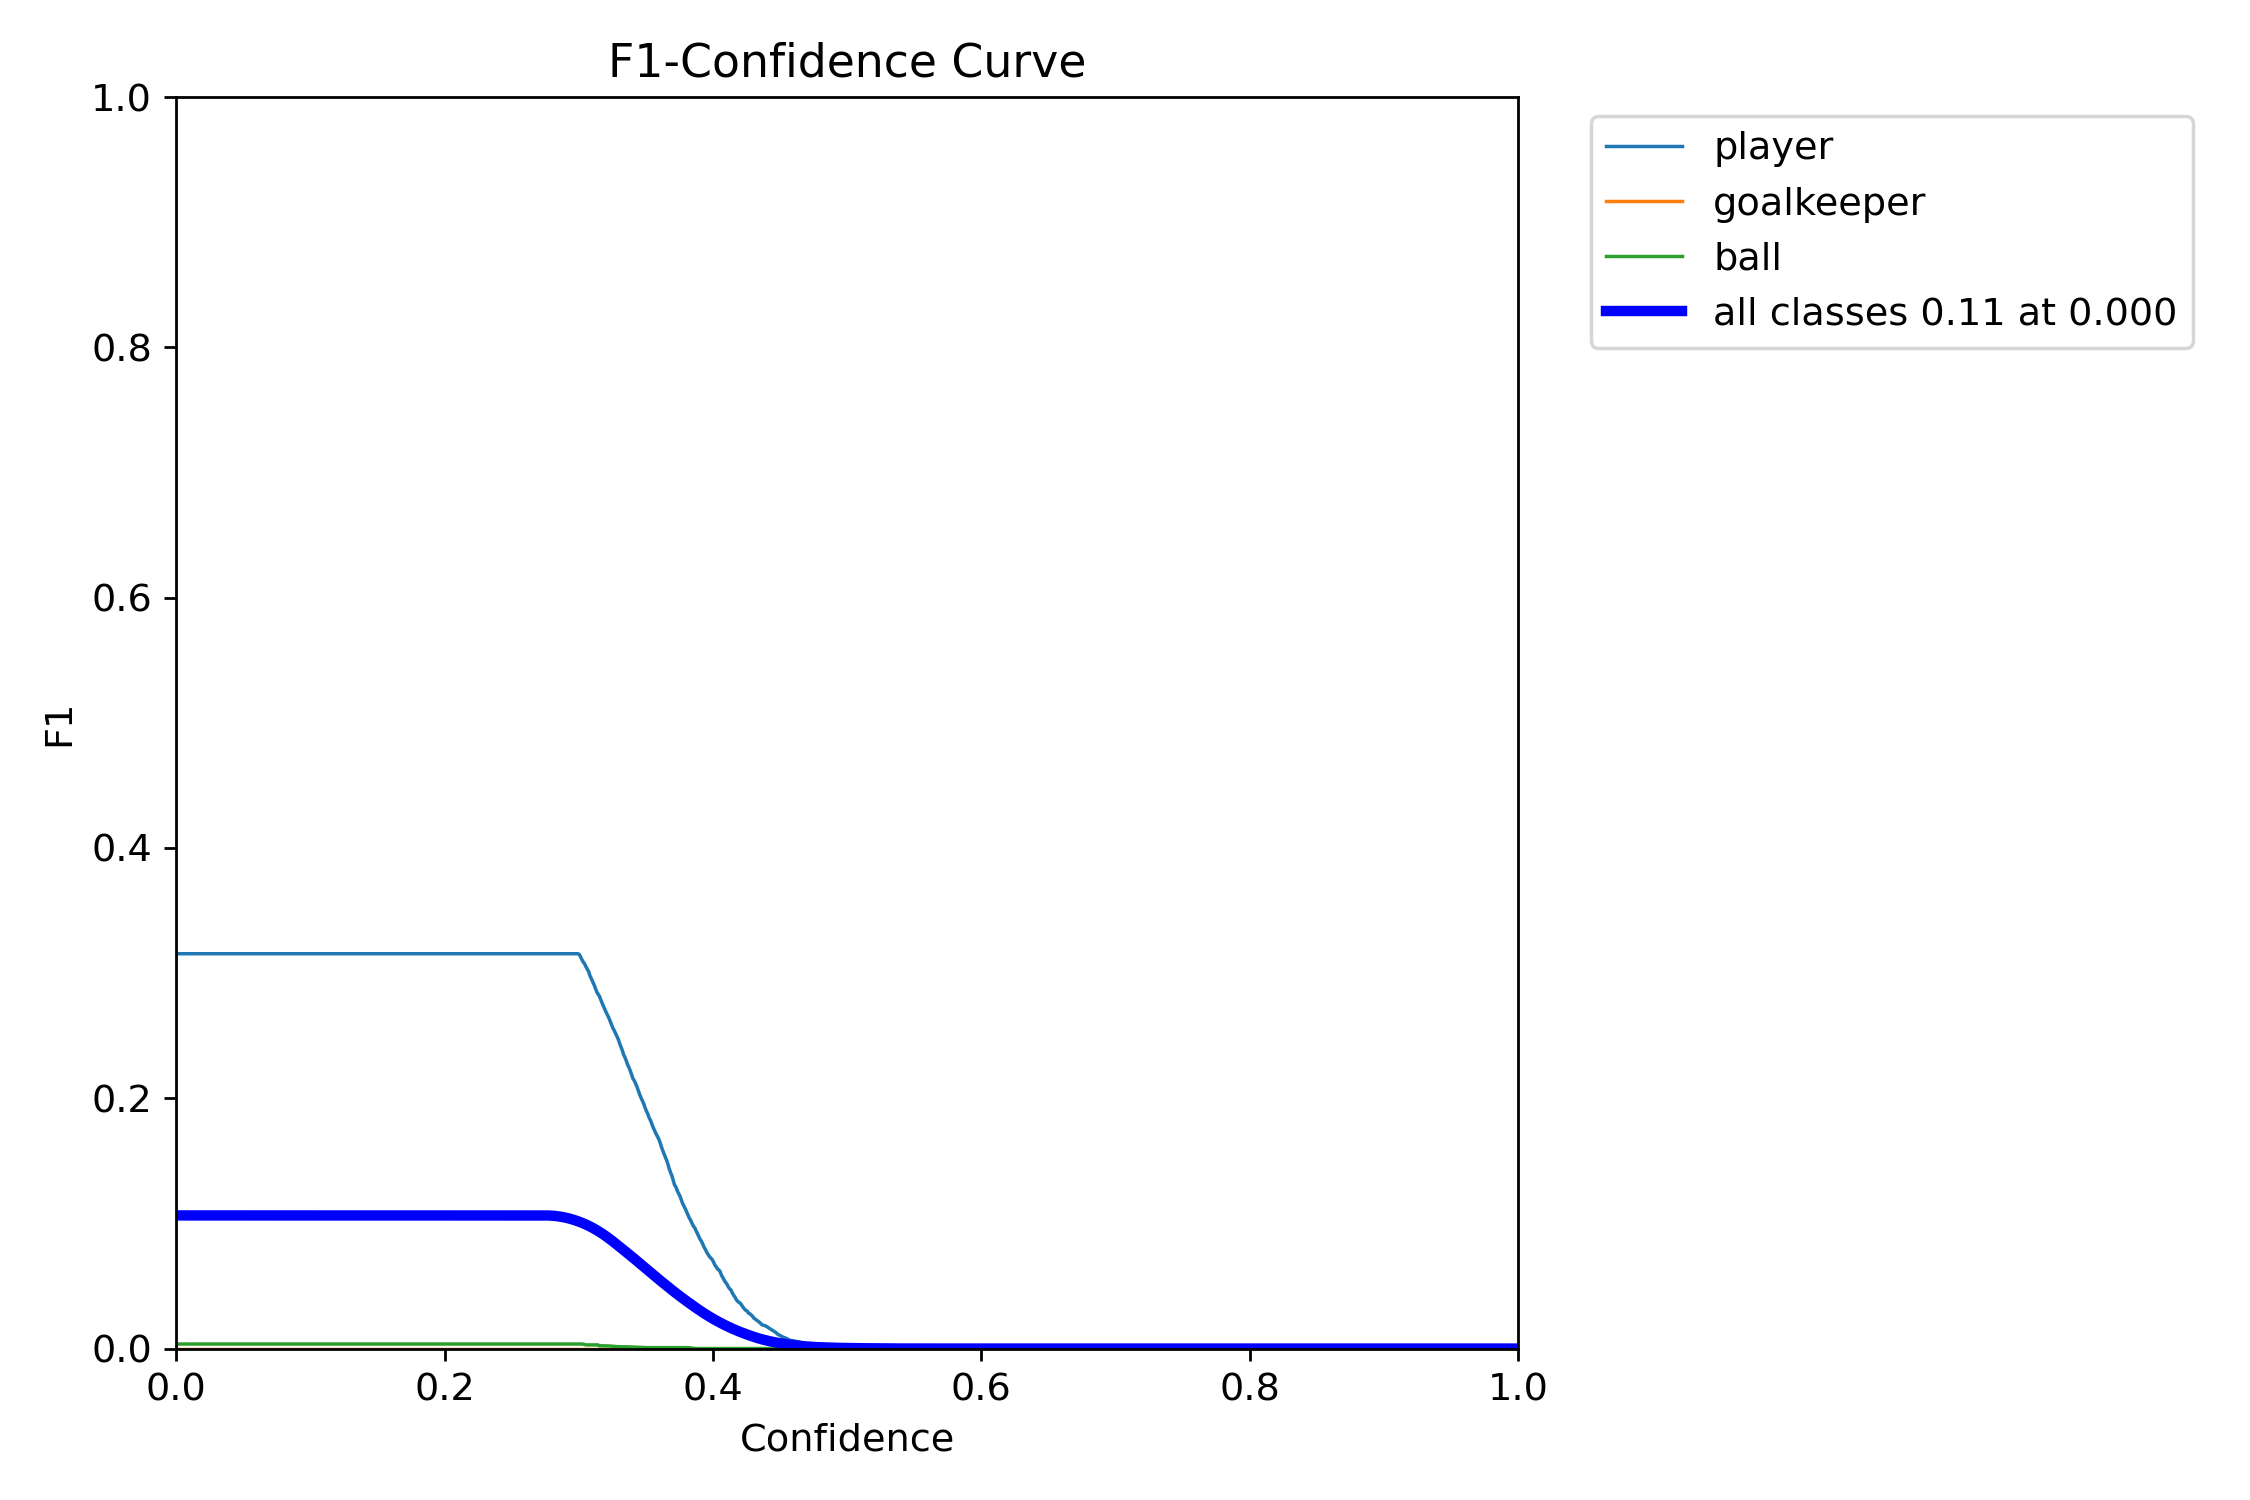 F1-Confidence Curve
1.0
0.8
0.6
0.4
0.2
0.0
F1
0.0 0.2 0.4 0.6 0.8 1.0
Confidence
player
goalkeeper
ball
all classes 0.11 at 0.000